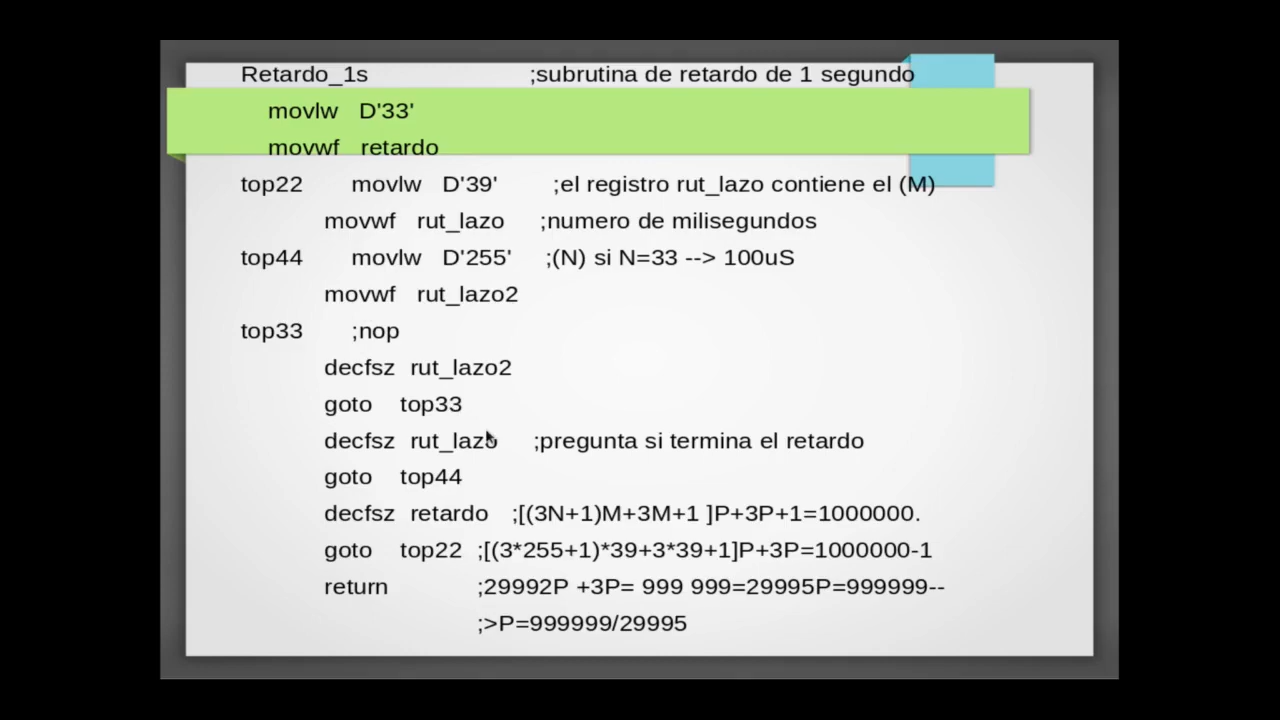 Retardo_1s ;subrutina de retardo de 1 segundo
movlw D'33'
movwf retardo
top22 movlw D'39' ;el registro rut_lazo contiene el (M)
movwf rut_lazo ;numero de milisegundos
top44 movlw D'255' ;(N) si N=33 --> 100uS
movwf rut_lazo2
top33 ;nop
decfsz rut_lazo2
goto top33
decfsz rut_lazo ;pregunta si termina el retardo
goto top44
decfsz retardo ;[(3N+1)M+3M+1 ]P+3P+1=1000000.
goto top22 ;[(3*255+1)*39+3*39+1]P+3P=1000000-1
return ;29992P +3P= 999 999=29995P=999999--
;>P=999999/29995